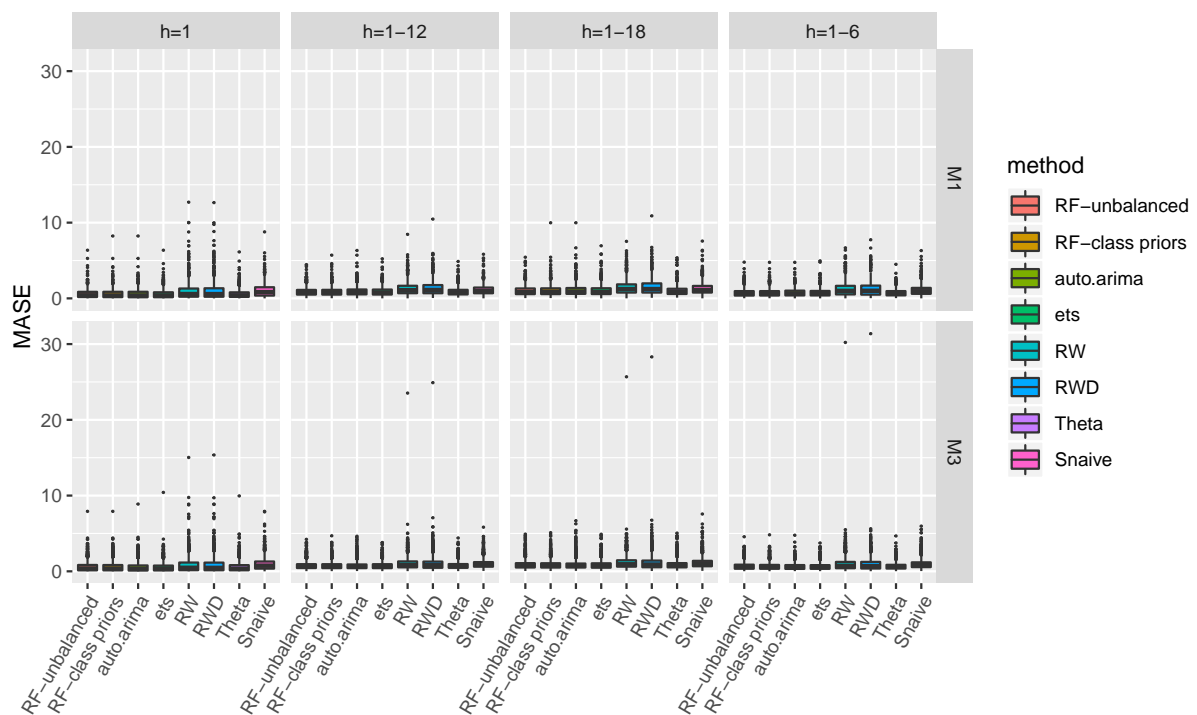 h=1 h=1−12 h=1−18 h=1−6
30
20
10
0
M1
MASE
30
20
10
0
M3
RF−unbalanced RF−class priors auto.arima ets RW RWD Theta Snaive
RF−unbalanced RF−class priors auto.arima ets RW RWD Theta Snaive
RF−unbalanced RF−class priors auto.arima ets RW RWD Theta Snaive
RF−unbalanced RF−class priors auto.arima ets RW RWD Theta Snaive
method
RF−unbalanced
RF−class priors
auto.arima
ets
RW
RWD
Theta
Snaive